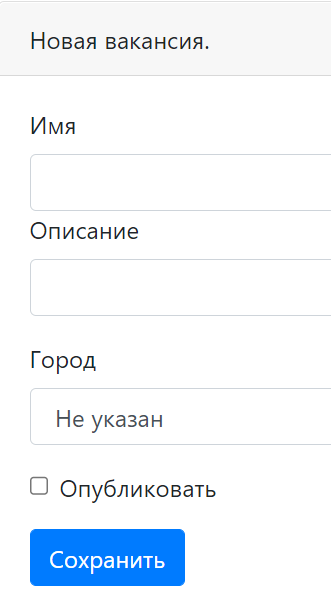 Новая вакансия.
Имя
Описание
Город
Не указан
Опубликовать
Сохранить